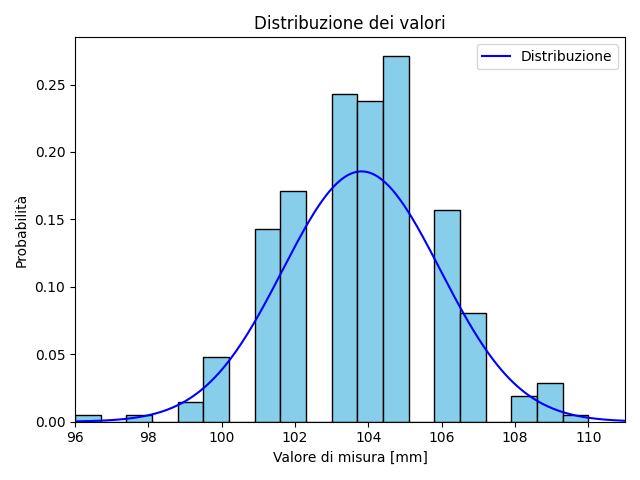 Distribuzione dei valori
Distribuzione
Probabilità
0.25
0.20
0.15
0.10
0.05
0.00
96 98 100 102 104 106 108 110
Valore di misura [mm]